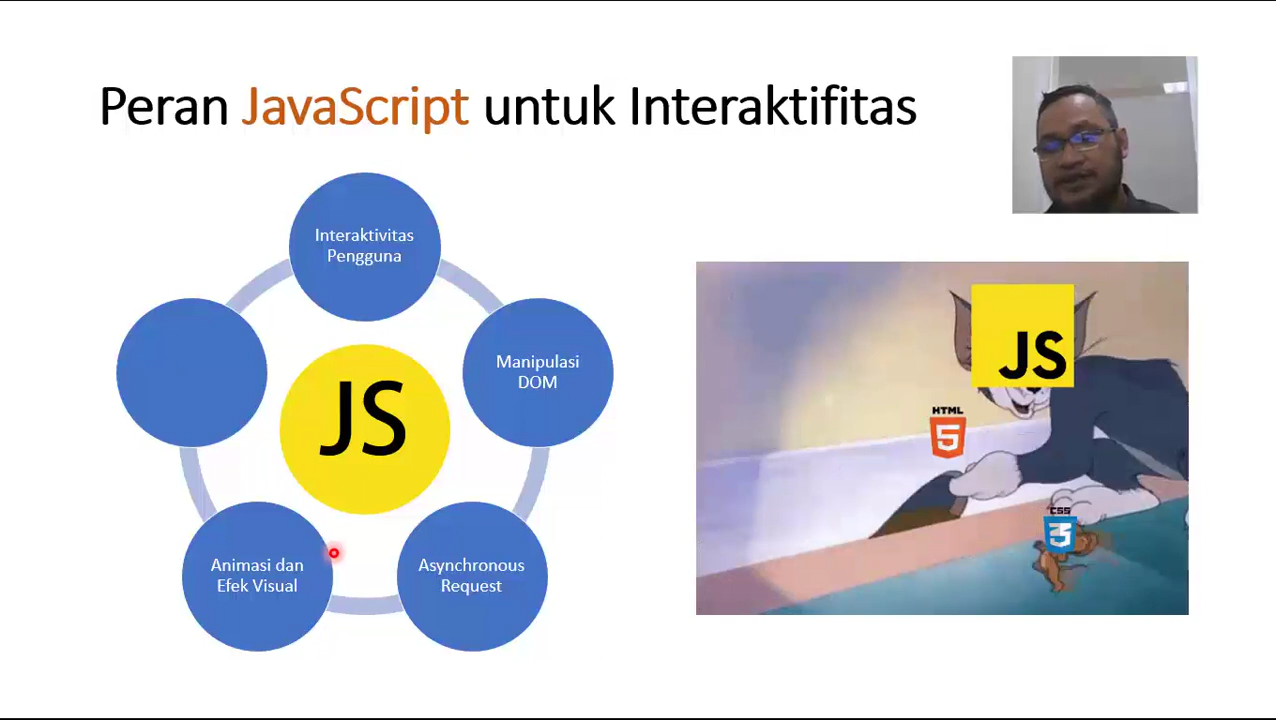 Peran JavaScript untuk Interaktifitas
Interaktivitas
Pengguna
Manipulasi
DOM
Asynchronous
Request
Animasi dan
Efek Visual
JS
JS
HTML
5
CSS
3